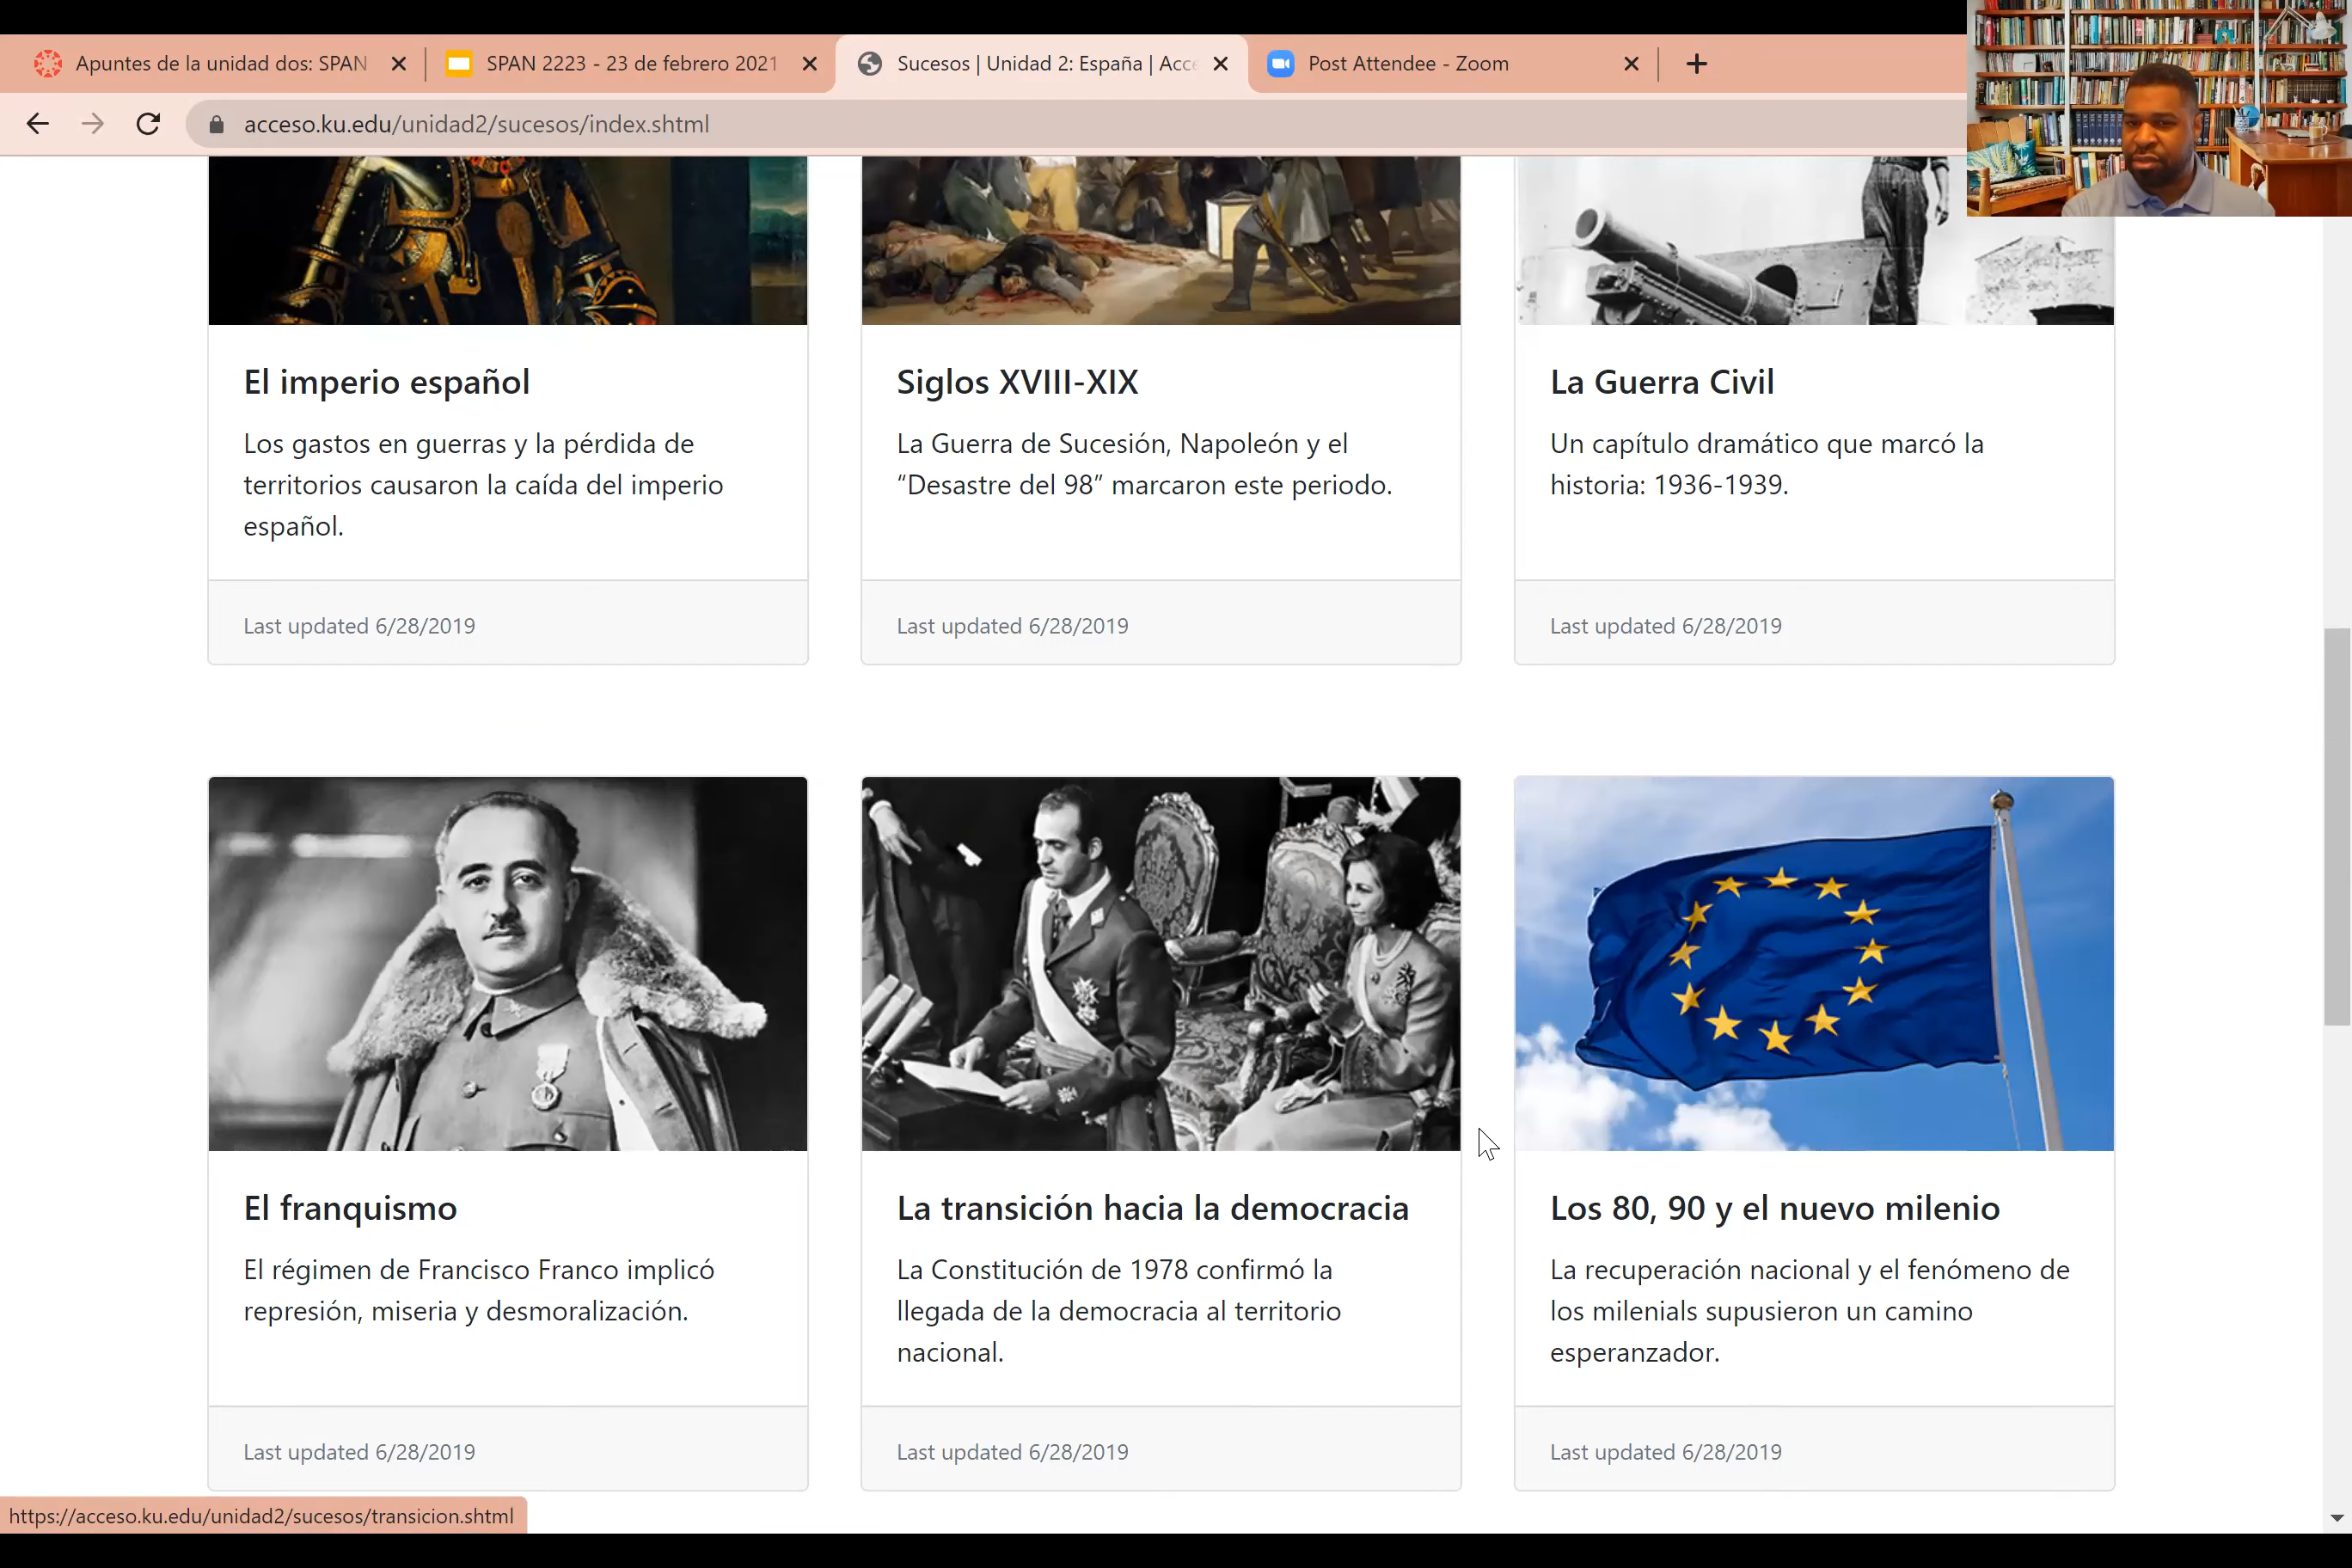 Apuntes de la unidad dos: SPAN
SPAN 2223 - 23 de febrero 2021
Sucesos | Unidad 2: España | Acc
Post Attendee - Zoom
acceso.ku.edu/unidad2/sucesos/index.shtml
El imperio español
Los gastos en guerras y la pérdida de
territorios causaron la caída del imperio
español.
Last updated 6/28/2019
Siglos XVIII-XIX
La Guerra de Sucesión, Napoleón y el
“Desastre del 98” marcaron este periodo.
Last updated 6/28/2019
La Guerra Civil
Un capítulo dramático que marcó la
historia: 1936-1939.
Last updated 6/28/2019
El franquismo
El régimen de Francisco Franco implicó
represión, miseria y desmoralización.
Last updated 6/28/2019
La transición hacia la democracia
La Constitución de 1978 confirmó la
llegada de la democracia al territorio
nacional.
Last updated 6/28/2019
Los 80, 90 y el nuevo milenio
La recuperación nacional y el fenómeno de
los milenials supusieron un camino
esperanzador.
Last updated 6/28/2019
https://acceso.ku.edu/unidad2/sucesos/transicion.shtml